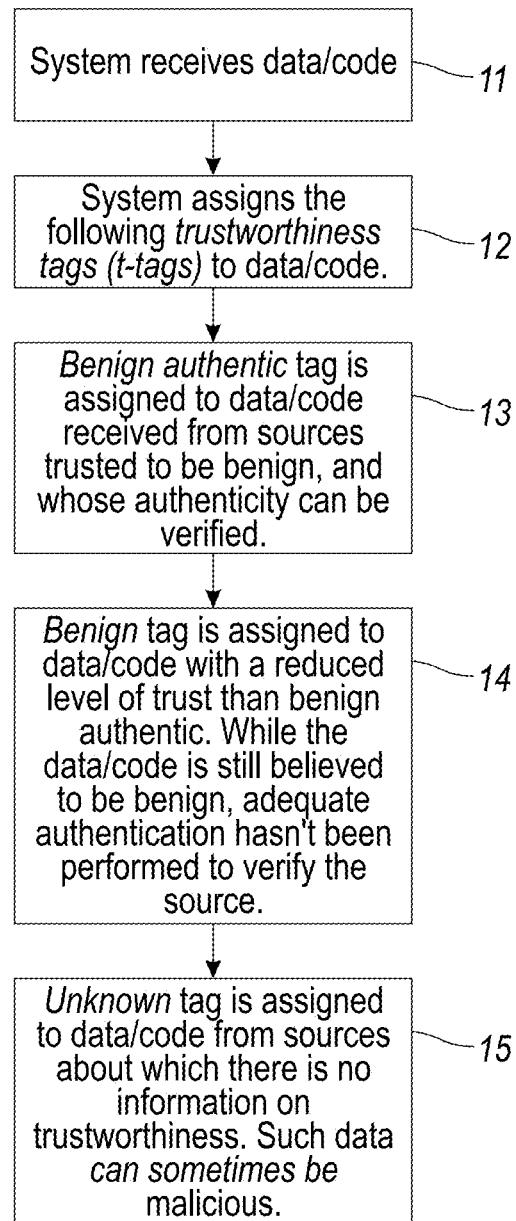 System receives data/code
11
System assigns the
following trustworthiness
tags (t-tags) to data/code.
12
Benign authentic tag is
assigned to data/code
received from sources
trusted to be benign, and
whose authenticity can be
verified.
13
Benign tag is assigned to
data/code with a reduced
level of trust than benign
authentic. While the
data/code is still believed
to be benign, adequate
authentication hasn't been
performed to verify the
source.
14
Unknown tag is assigned
to data/code from sources
about which there is no
information on
trustworthiness. Such data
can sometimes be
malicious.
15